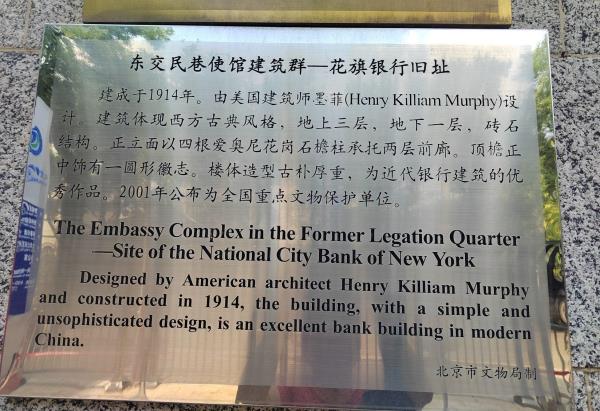 东交民巷使馆建筑群—花旗银行旧址
建成于1914年。由美国建筑师墨菲(Henry Killiam Murphy)设
计。建筑体现西方古典风格，地上三层，地下一层，砖石
结构。正立面以四根爱奥尼花岗石檐柱承托两层前廊。顶檐正
中饰有一圆形徽志。楼体造型古朴厚重，为近代银行建筑的优
秀作品。2001年公布为全国重点文物保护单位。
The Embassy Complex in the Former Legation Quarter
—Site of the National City Bank of New York
Designed by American architect Henry Killiam Murphy
and constructed in 1914, the building, with a simple and
unsophisticated design, is an excellent bank building in modern
China.
北京市文物局制